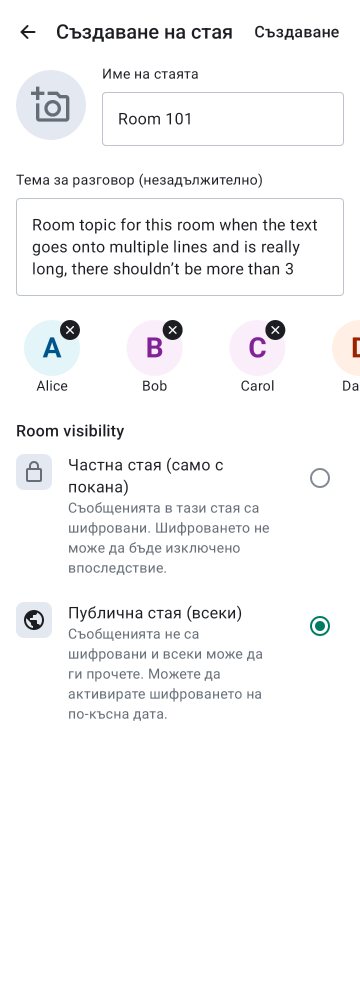 Създаване на стая
Създаване
Име на стаята
Room 101
Тема за разговор (незадължително)
Room topic for this room when the text
goes onto multiple lines and is really
long, there shouldn’t be more than 3
A
B
C
D
Alice
Bob
Carol
Da
Room visibility
Частна стая (само с
покана)
Съобщенията в тази стая са
шифровани. Шифроването не
може да бъде изключено
впоследствие.
Публична стая (всеки)
Съобщенията не са
шифровани и всеки може да
ги прочете. Можете да
активирате шифроването на
по-късна дата.